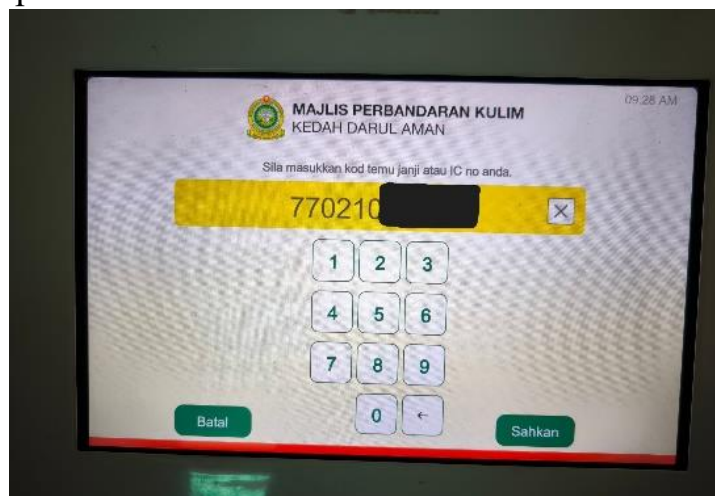 09.28 AM
MAJLIS PERBANDARAN KULIM
KEDAH DARUL AMAN
Sila masukkan kod temu janji atau IC no anda.
770210
1 2 3
4 5 6
7 8 9
0 ←
Batal
Sahkan